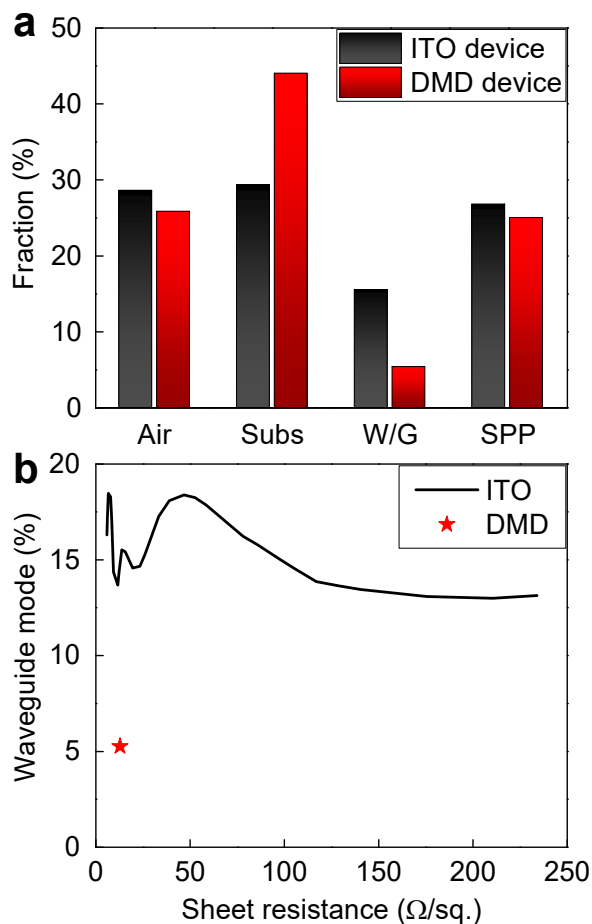 a
50
40
30
20
10
0
Fraction (%)
ITO device
DMD device
Air Subs W/G SPP
b
20
15
10
5
0
Waveguide mode (%)
ITO
DMD
0 50 100 150 200 250
Sheet resistance (Ω/sq.)